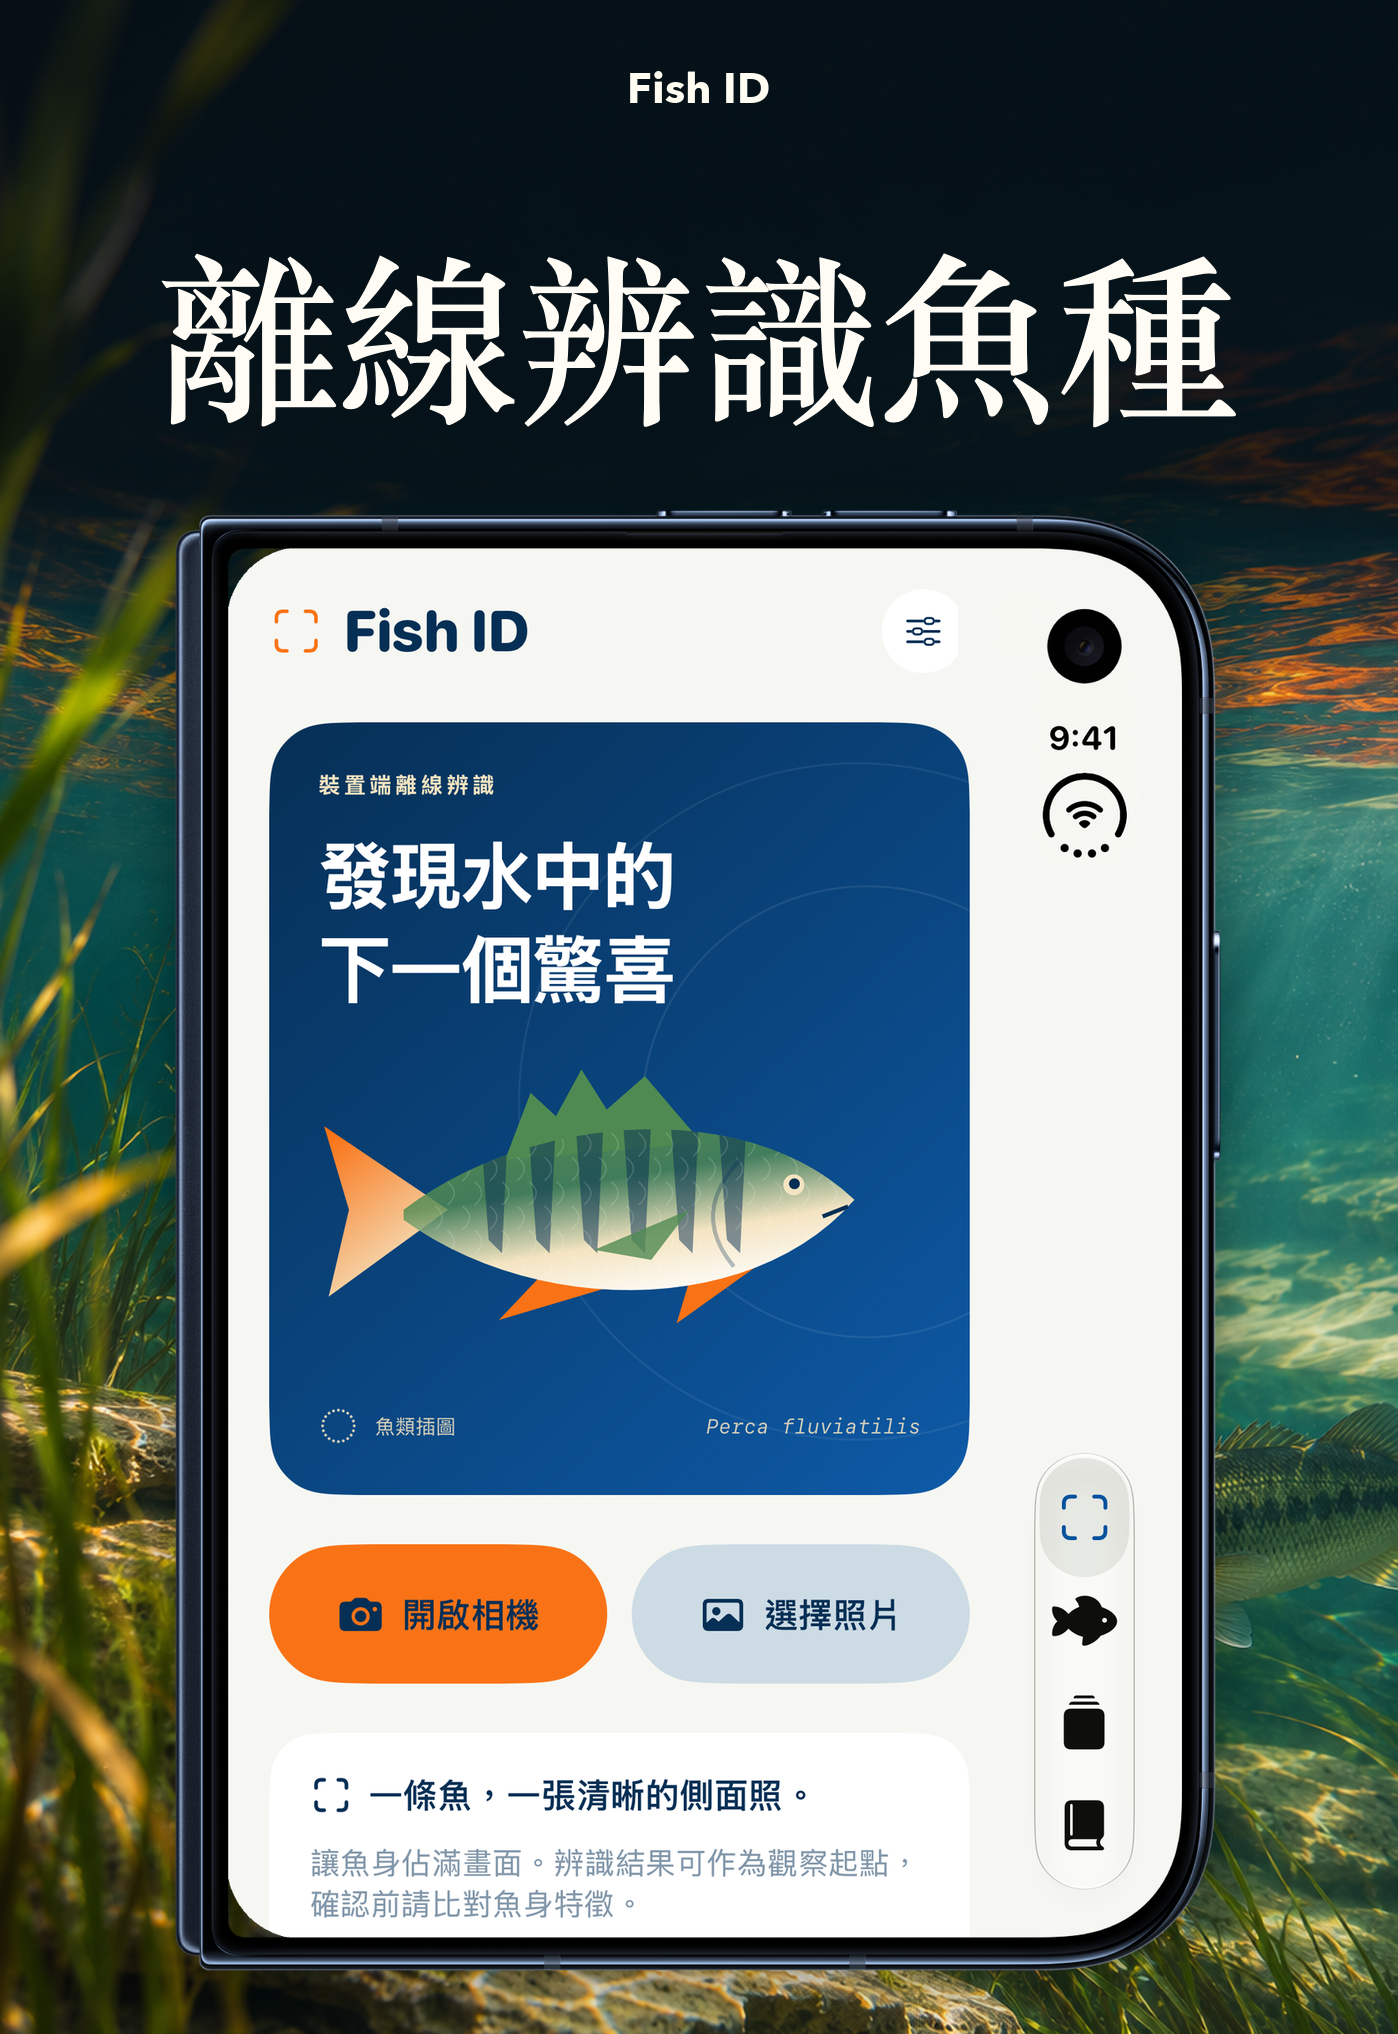 Fish ID
離線辨識魚種
Fish ID
9:41
裝置端離線辨識
發現水中的
下一個驚喜
魚類插圖
Perca fluviatilis
開啟相機
選擇照片
一條魚，一張清晰的側面照。
讓魚身佔滿畫面。辨識結果可作為觀察起點，
確認前請比對魚身特徵。